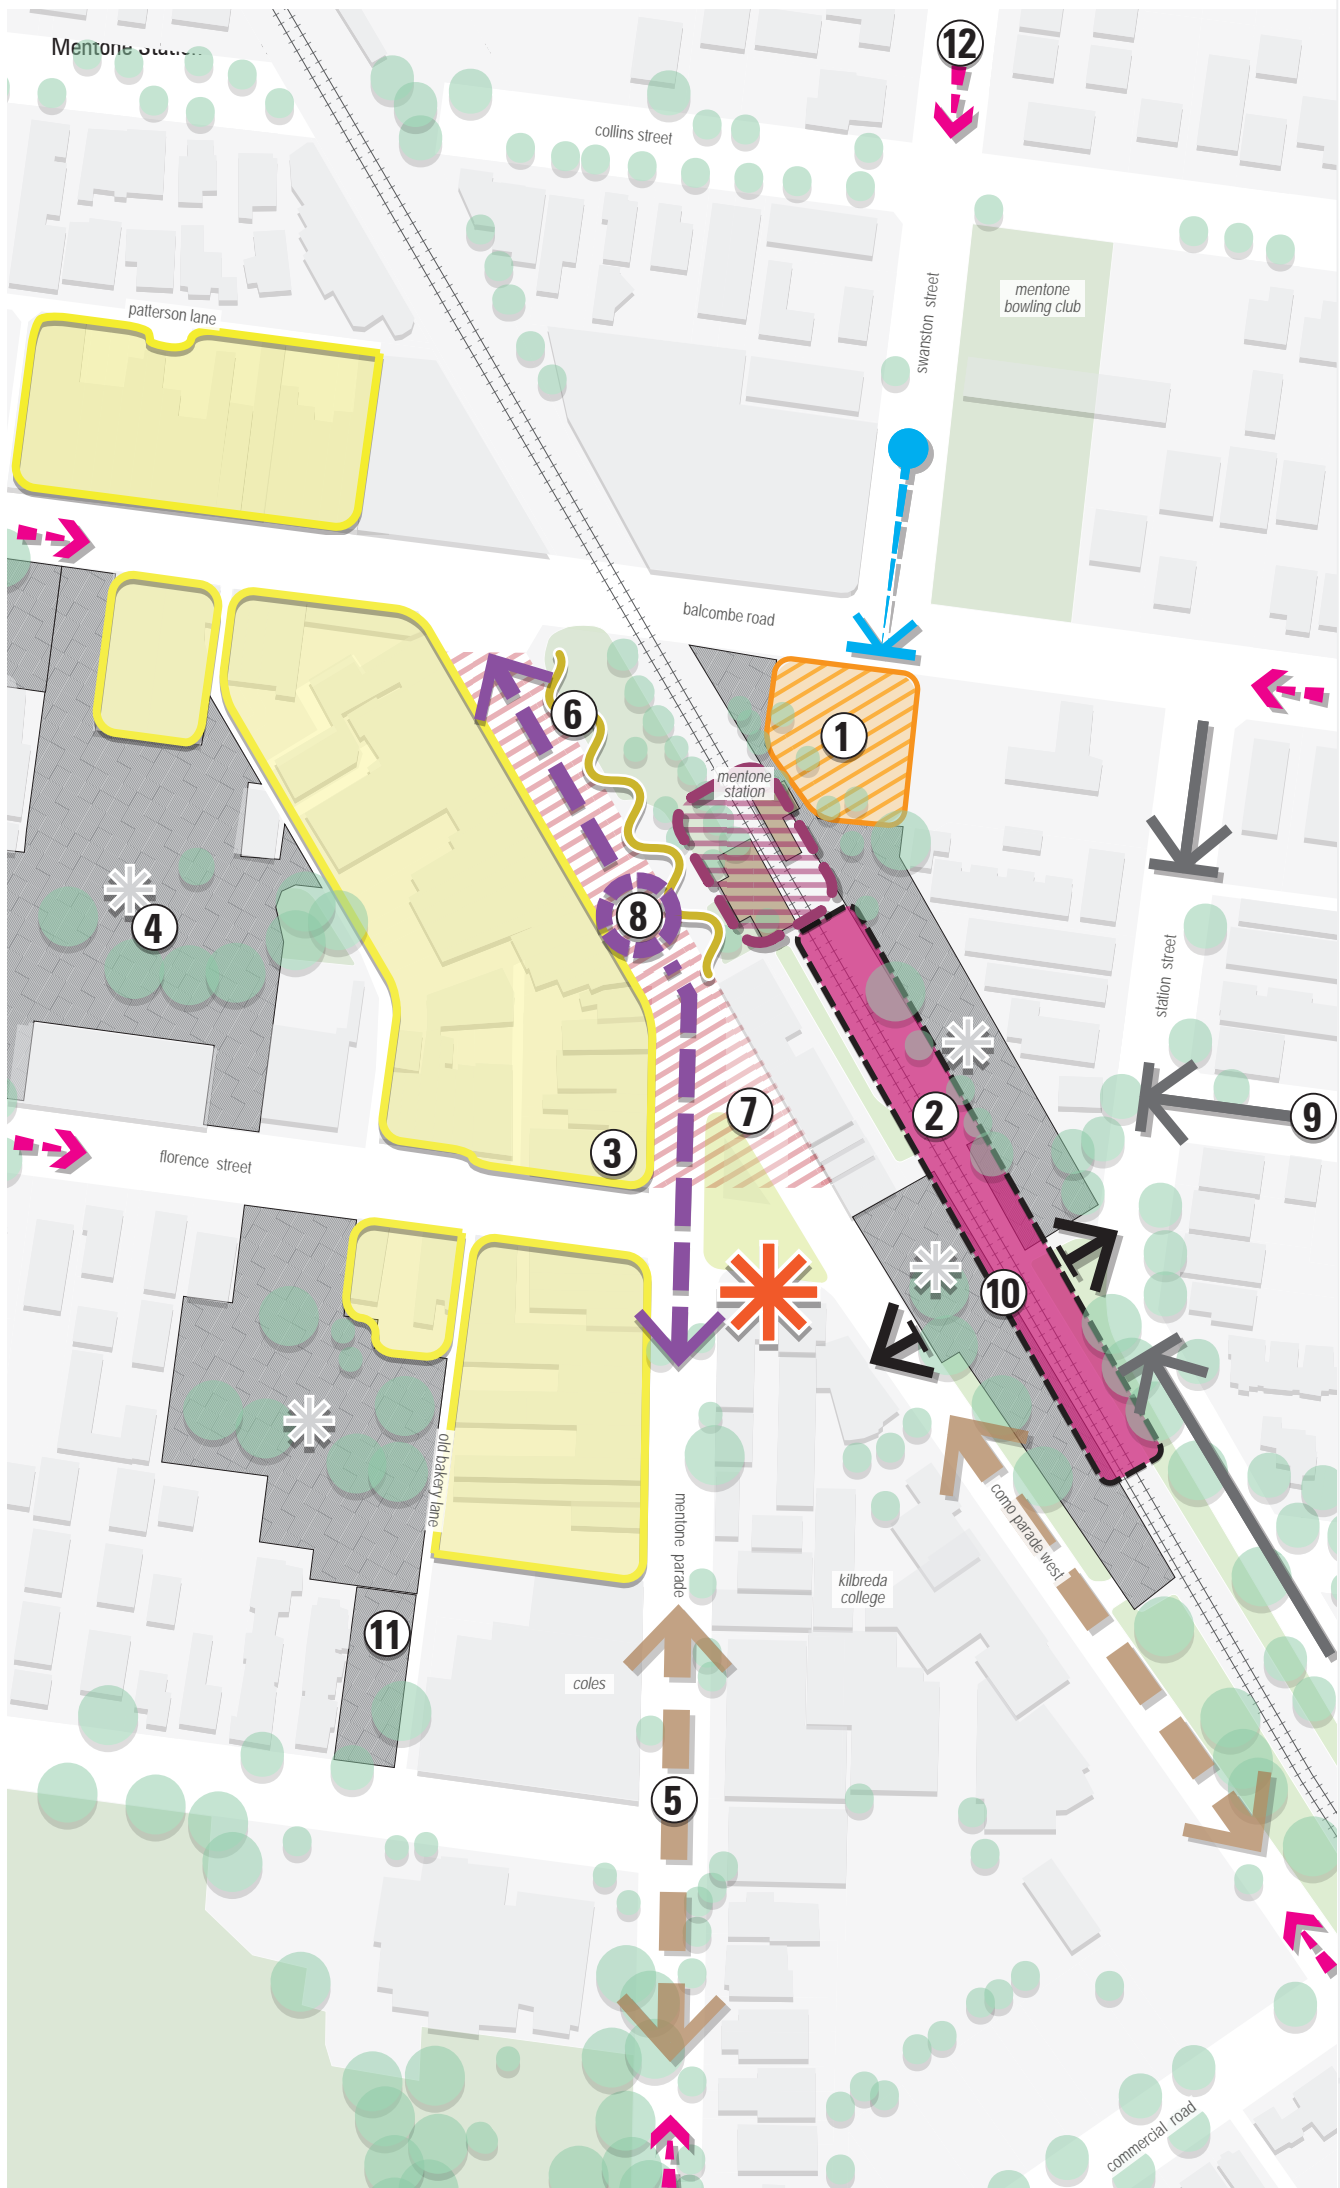 Mentone Station
12
collins street
mentone
bowling club
swanston street
patterson lane
balcombe road
6
1
mentone
station
8
4
station street
2
7
9
3
florence street
10
old bakery lane
mentone parade
como parade west
kilbreda
college
11
coles
5
commercial road